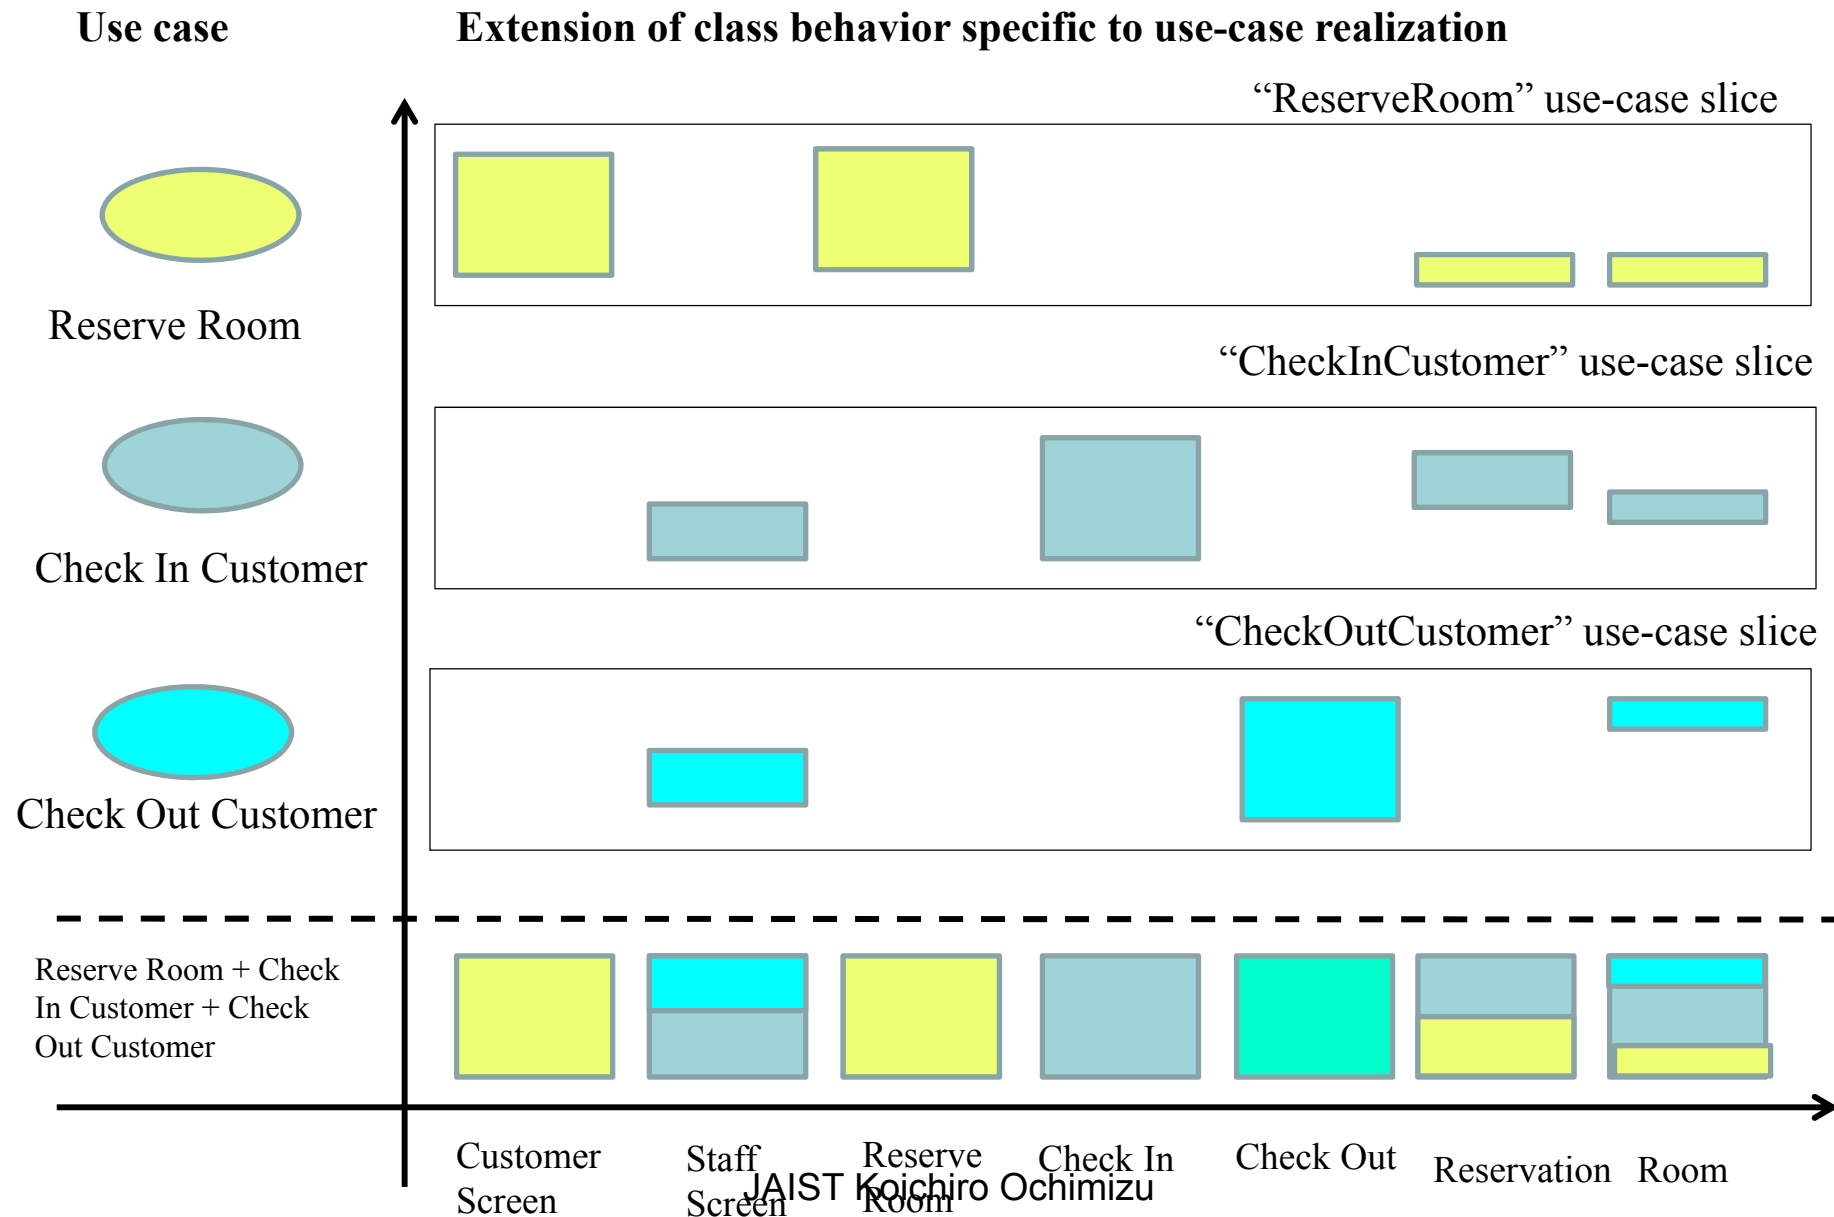 Use case
Extension of class behavior specific to use-case realization
“ReserveRoom” use-case slice
Reserve Room
“CheckInCustomer” use-case slice
Check In Customer
“CheckOutCustomer” use-case slice
Check Out Customer
Reserve Room + Check
In Customer + Check
Out Customer
Customer
Screen
Staff
Screen
Reserve
Room
Check In
Check Out
Reservation
Room
JAIST Koichiro Ochimizu